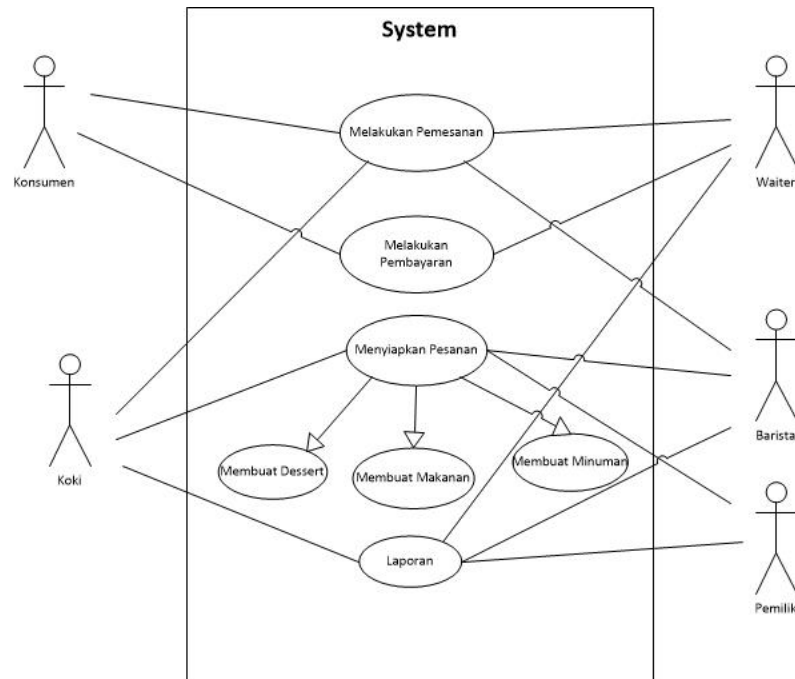 System
Konsumen
Waiter
Melakukan Pemesanan
Melakukan
Pembayaran
Menyiapkan Pesanan
Koki
Barista
Membuat Dessert
Membuat Makanan
Membuat Minuman
Laporan
Pemilik